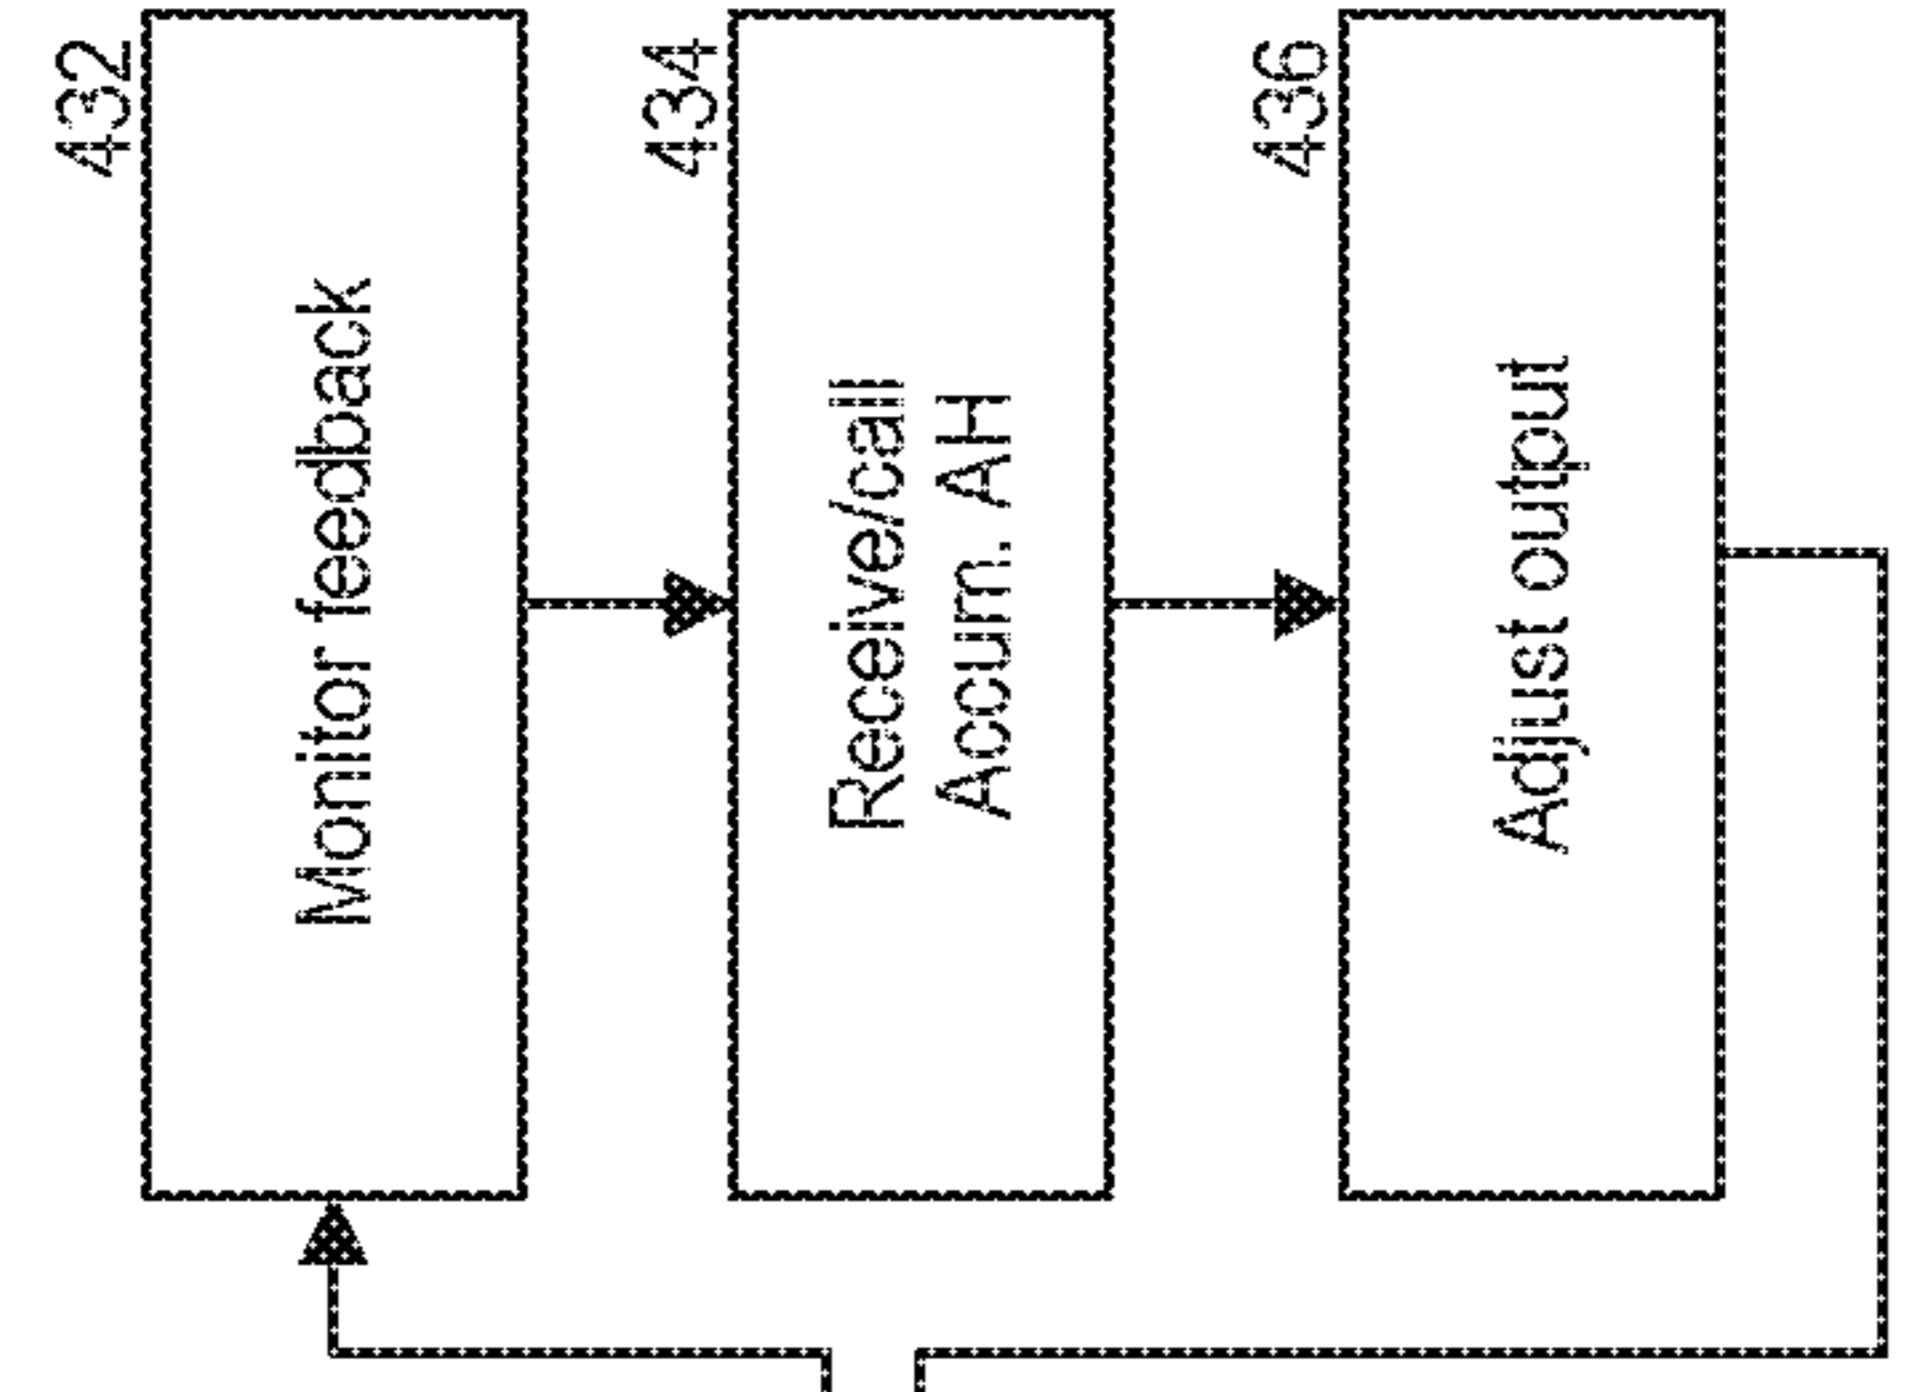 432
Monitor feedback
434
Receive/call
Accum. AH
436
Adjust output